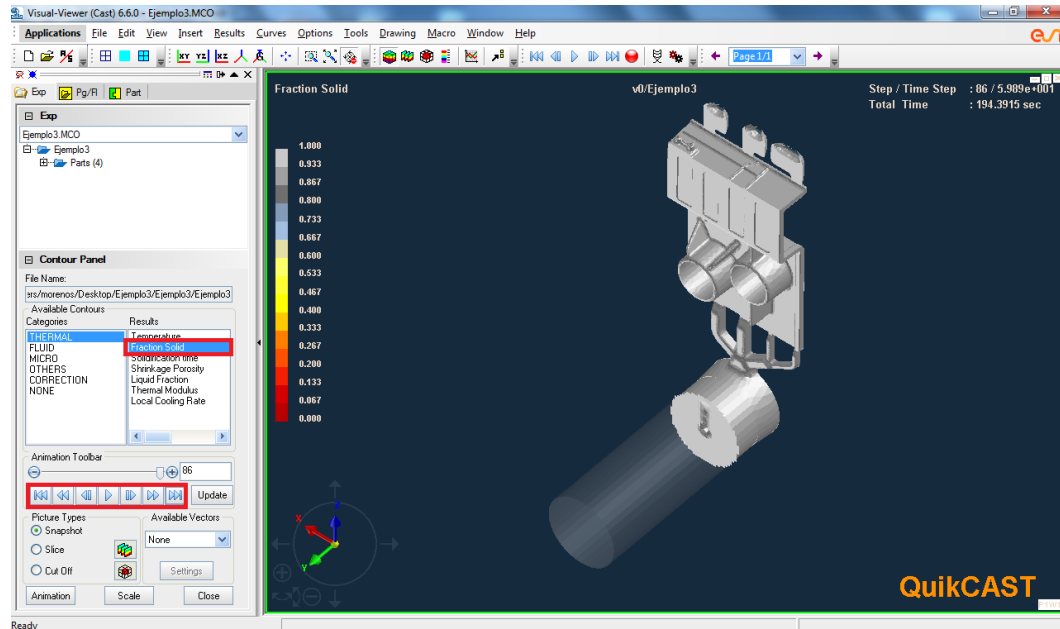 Visual-Viewer (Cast) 6.6.0 - Ejemplo3.MCO
Applications File Edit View Insert Results Curves Options Tools Drawing Macro Window Help
Page1/1
Exp Pg/Fl Part
Exp
Ejemplo3.MCO
Ejemplo3
Parts (4)
Contour Panel
File Name:
ers/morenos/Desktop/Ejemplo3/Ejemplo3/Ejemplo3
Available Contours
Categories Results
THERMAL
FLUID
MICRO
OTHERS
CORRECTION
NONE
Temperature
Fraction Solid
Solidification time
Shrinkage Porosity
Liquid Fraction
Thermal Modulus
Local Cooling Rate
Animation Toolbar
86
Update
Picture Types Available Vectors
Snapshot
None
Slice
Cut Off
Settings
Animation Scale Close
Ready
Fraction Solid
v0/Ejemplo3
Step / Time Step : 86 / 5.989e+001
Total Time : 194.3915 sec
1.000
0.933
0.867
0.800
0.733
0.667
0.600
0.533
0.467
0.400
0.333
0.267
0.200
0.133
0.067
0.000
X
Y
QuikCAST